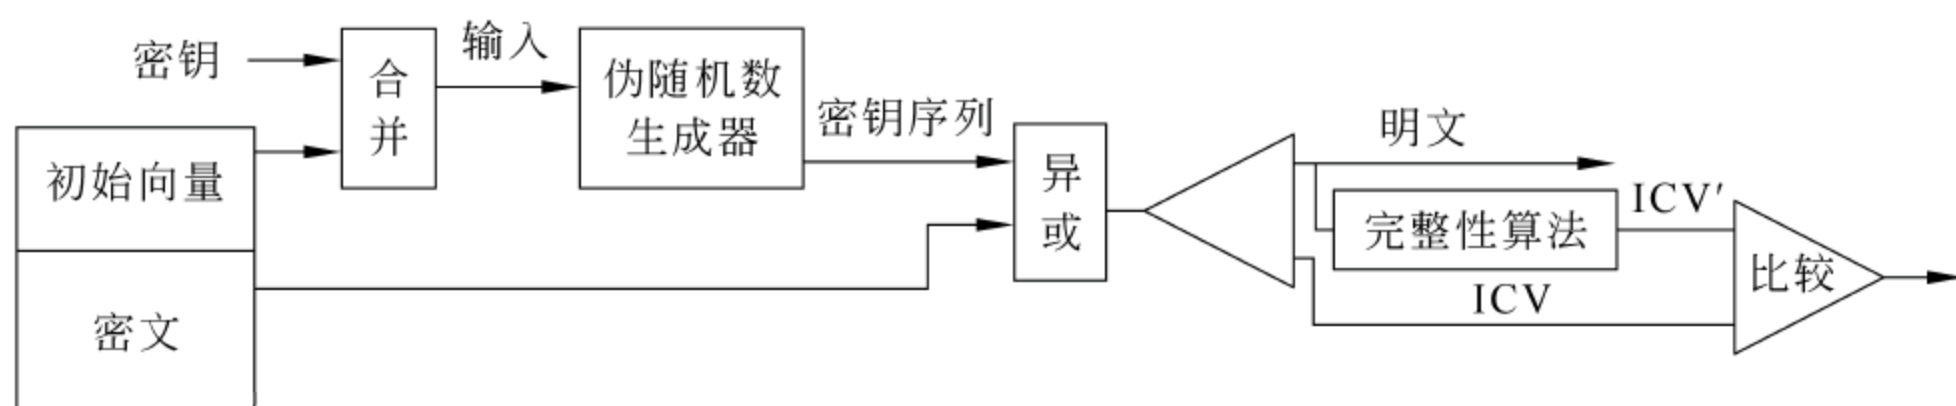 密钥
合
并
输入
伪随机数
生成器
密钥序列
初始向量
密文
异
或
明文
完整性算法
ICV′
ICV
比较